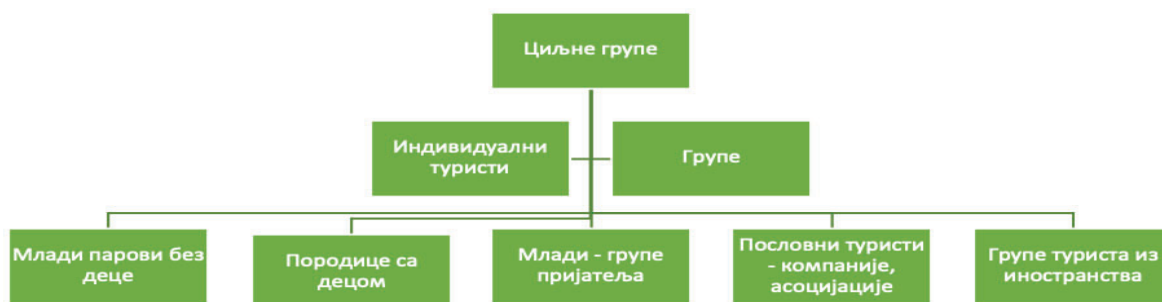 Циљне групе
Индивидуални
туристи
Групе
Млади парови без
деце
Породице са
децом
Млади - групе
пријатеља
Пословни туристи
- компаније,
асоцијације
Групе туриста из
иностранства